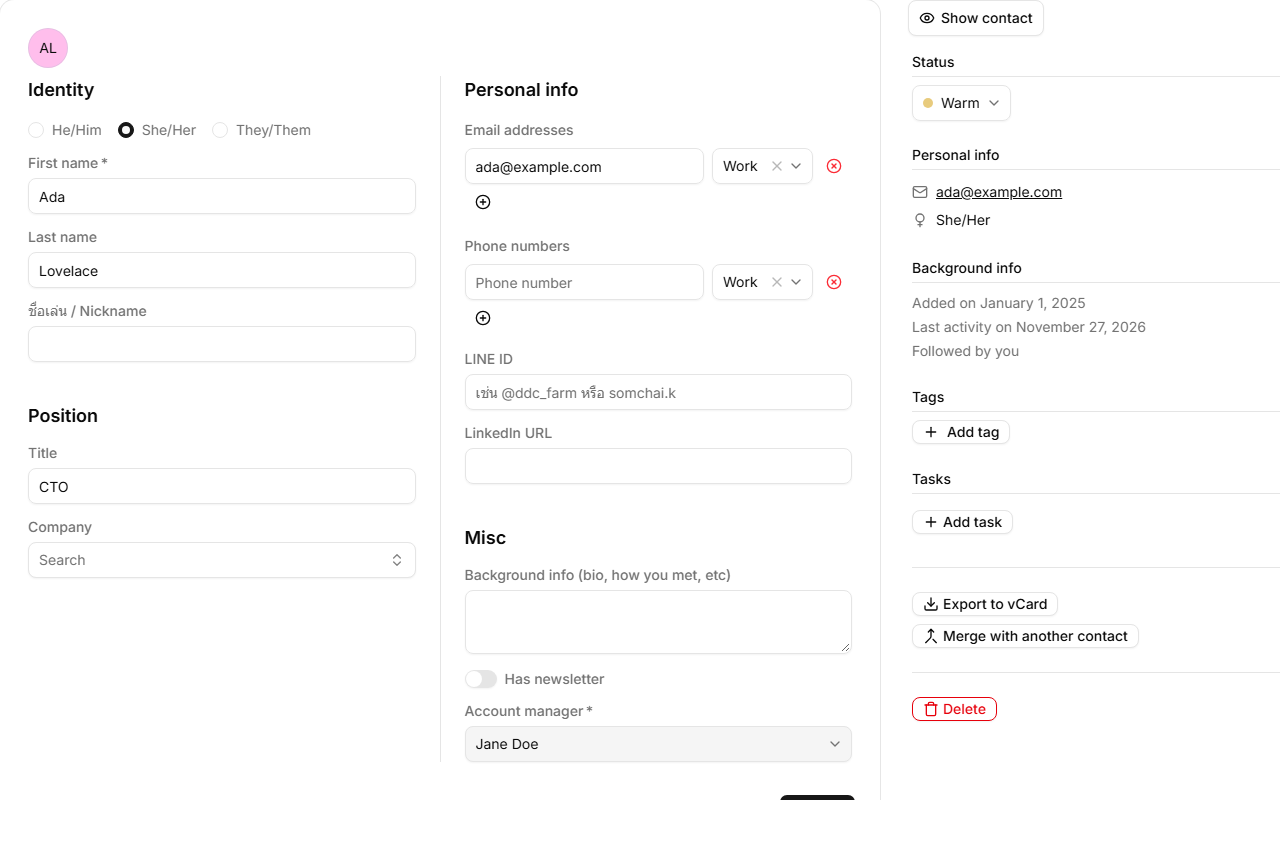 AL
Identity
He/Him She/Her They/Them
First name *
Ada
Last name
Lovelace
ชื่อเล่น / Nickname
Position
Title
CTO
Company
Search
Personal info
Email addresses
ada@example.com Work
Phone numbers
Phone number Work
LINE ID
เช่น @ddc_farm หรือ somchai.k
LinkedIn URL
Misc
Background info (bio, how you met, etc)
Has newsletter
Account manager *
Jane Doe
Show contact
Status
Warm
Personal info
ada@example.com
She/Her
Background info
Added on January 1, 2025
Last activity on November 27, 2026
Followed by you
Tags
Add tag
Tasks
Add task
Export to vCard
Merge with another contact
Delete